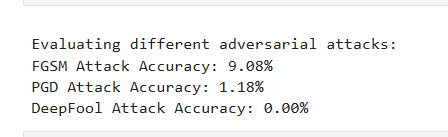 Evaluating different adversarial attacks:
FGSM Attack Accuracy: 9.08%
PGD Attack Accuracy: 1.18%
DeepFool Attack Accuracy: 0.00%